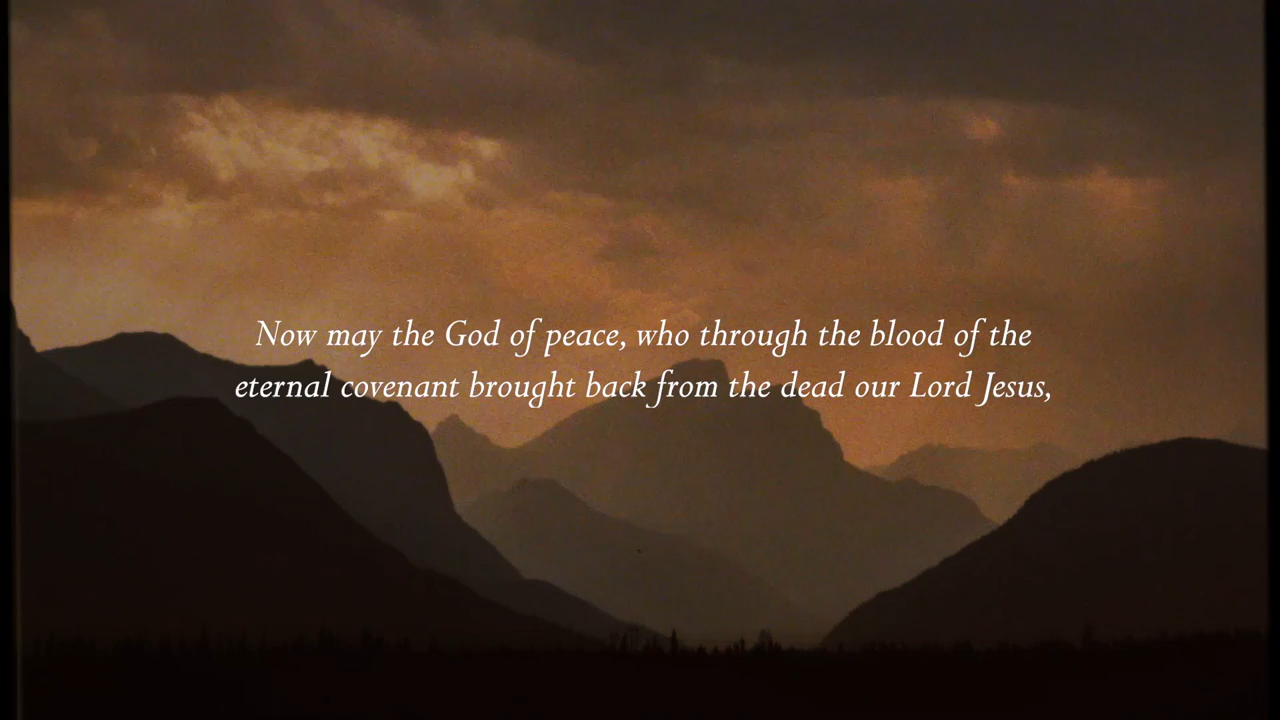 Now may the God of peace, who through the blood of the
eternal covenant brought back from the dead our Lord Jesus,